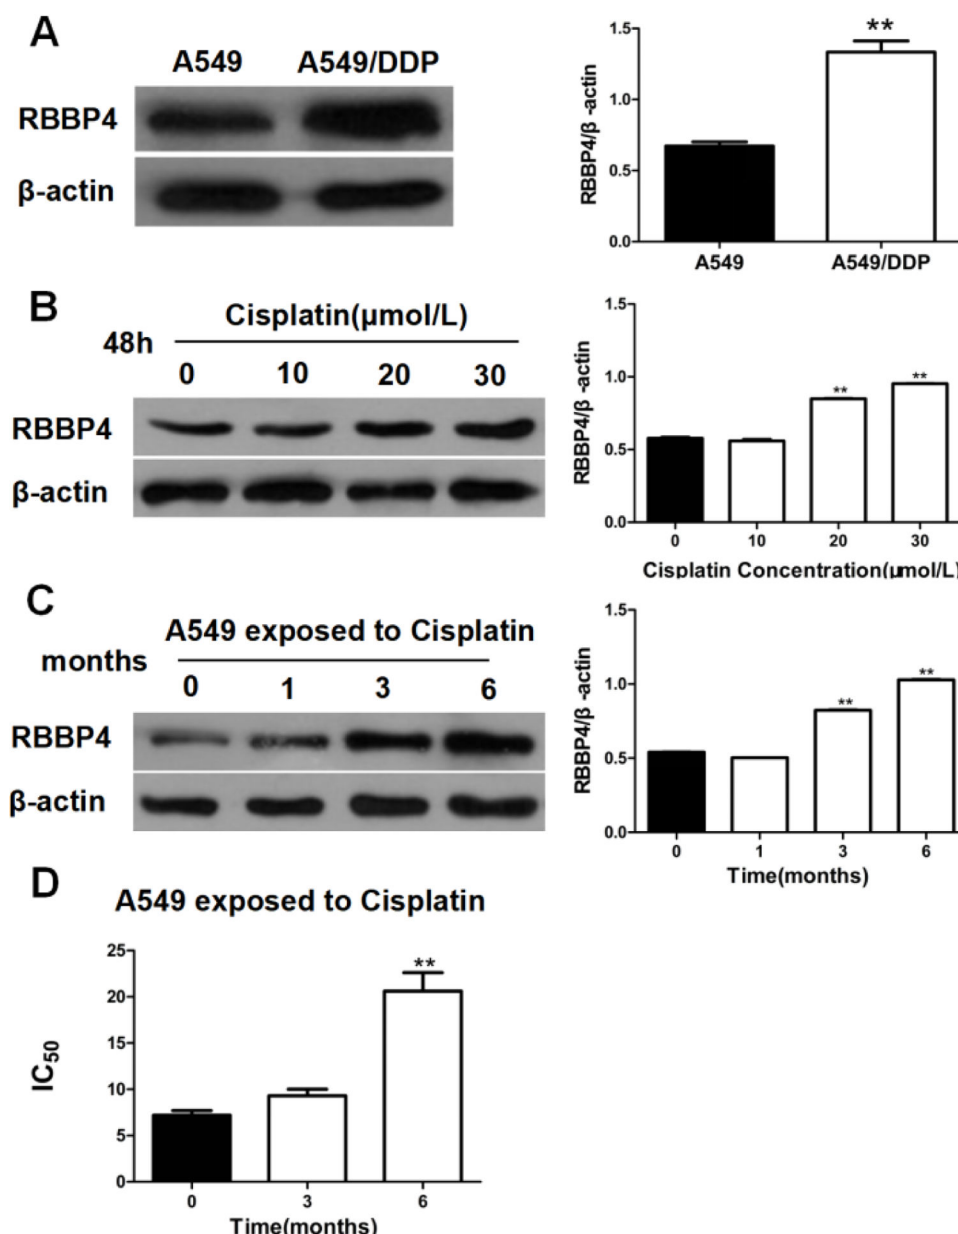 A
A549 A549/DDP
RBBP4
β-actin
RBBP4/β -actin
1.5
1.0
0.5
0.0
**
A549 A549/DDP
B
Cisplatin(μmol/L)
48h
0 10 20 30
RBBP4
β-actin
RBBP4/β -actin
1.5
1.0
0.5
0.0
** **
0 10 20 30
Cisplatin Concentration(μmol/L)
C
A549 exposed to Cisplatin
months
0 1 3 6
RBBP4
β-actin
RBBP4/β -actin
1.5
1.0
0.5
0.0
** **
0 1 3 6
Time(months)
D
A549 exposed to Cisplatin
IC50
25
20
15
10
5
0
**
0 3 6
Time(months)